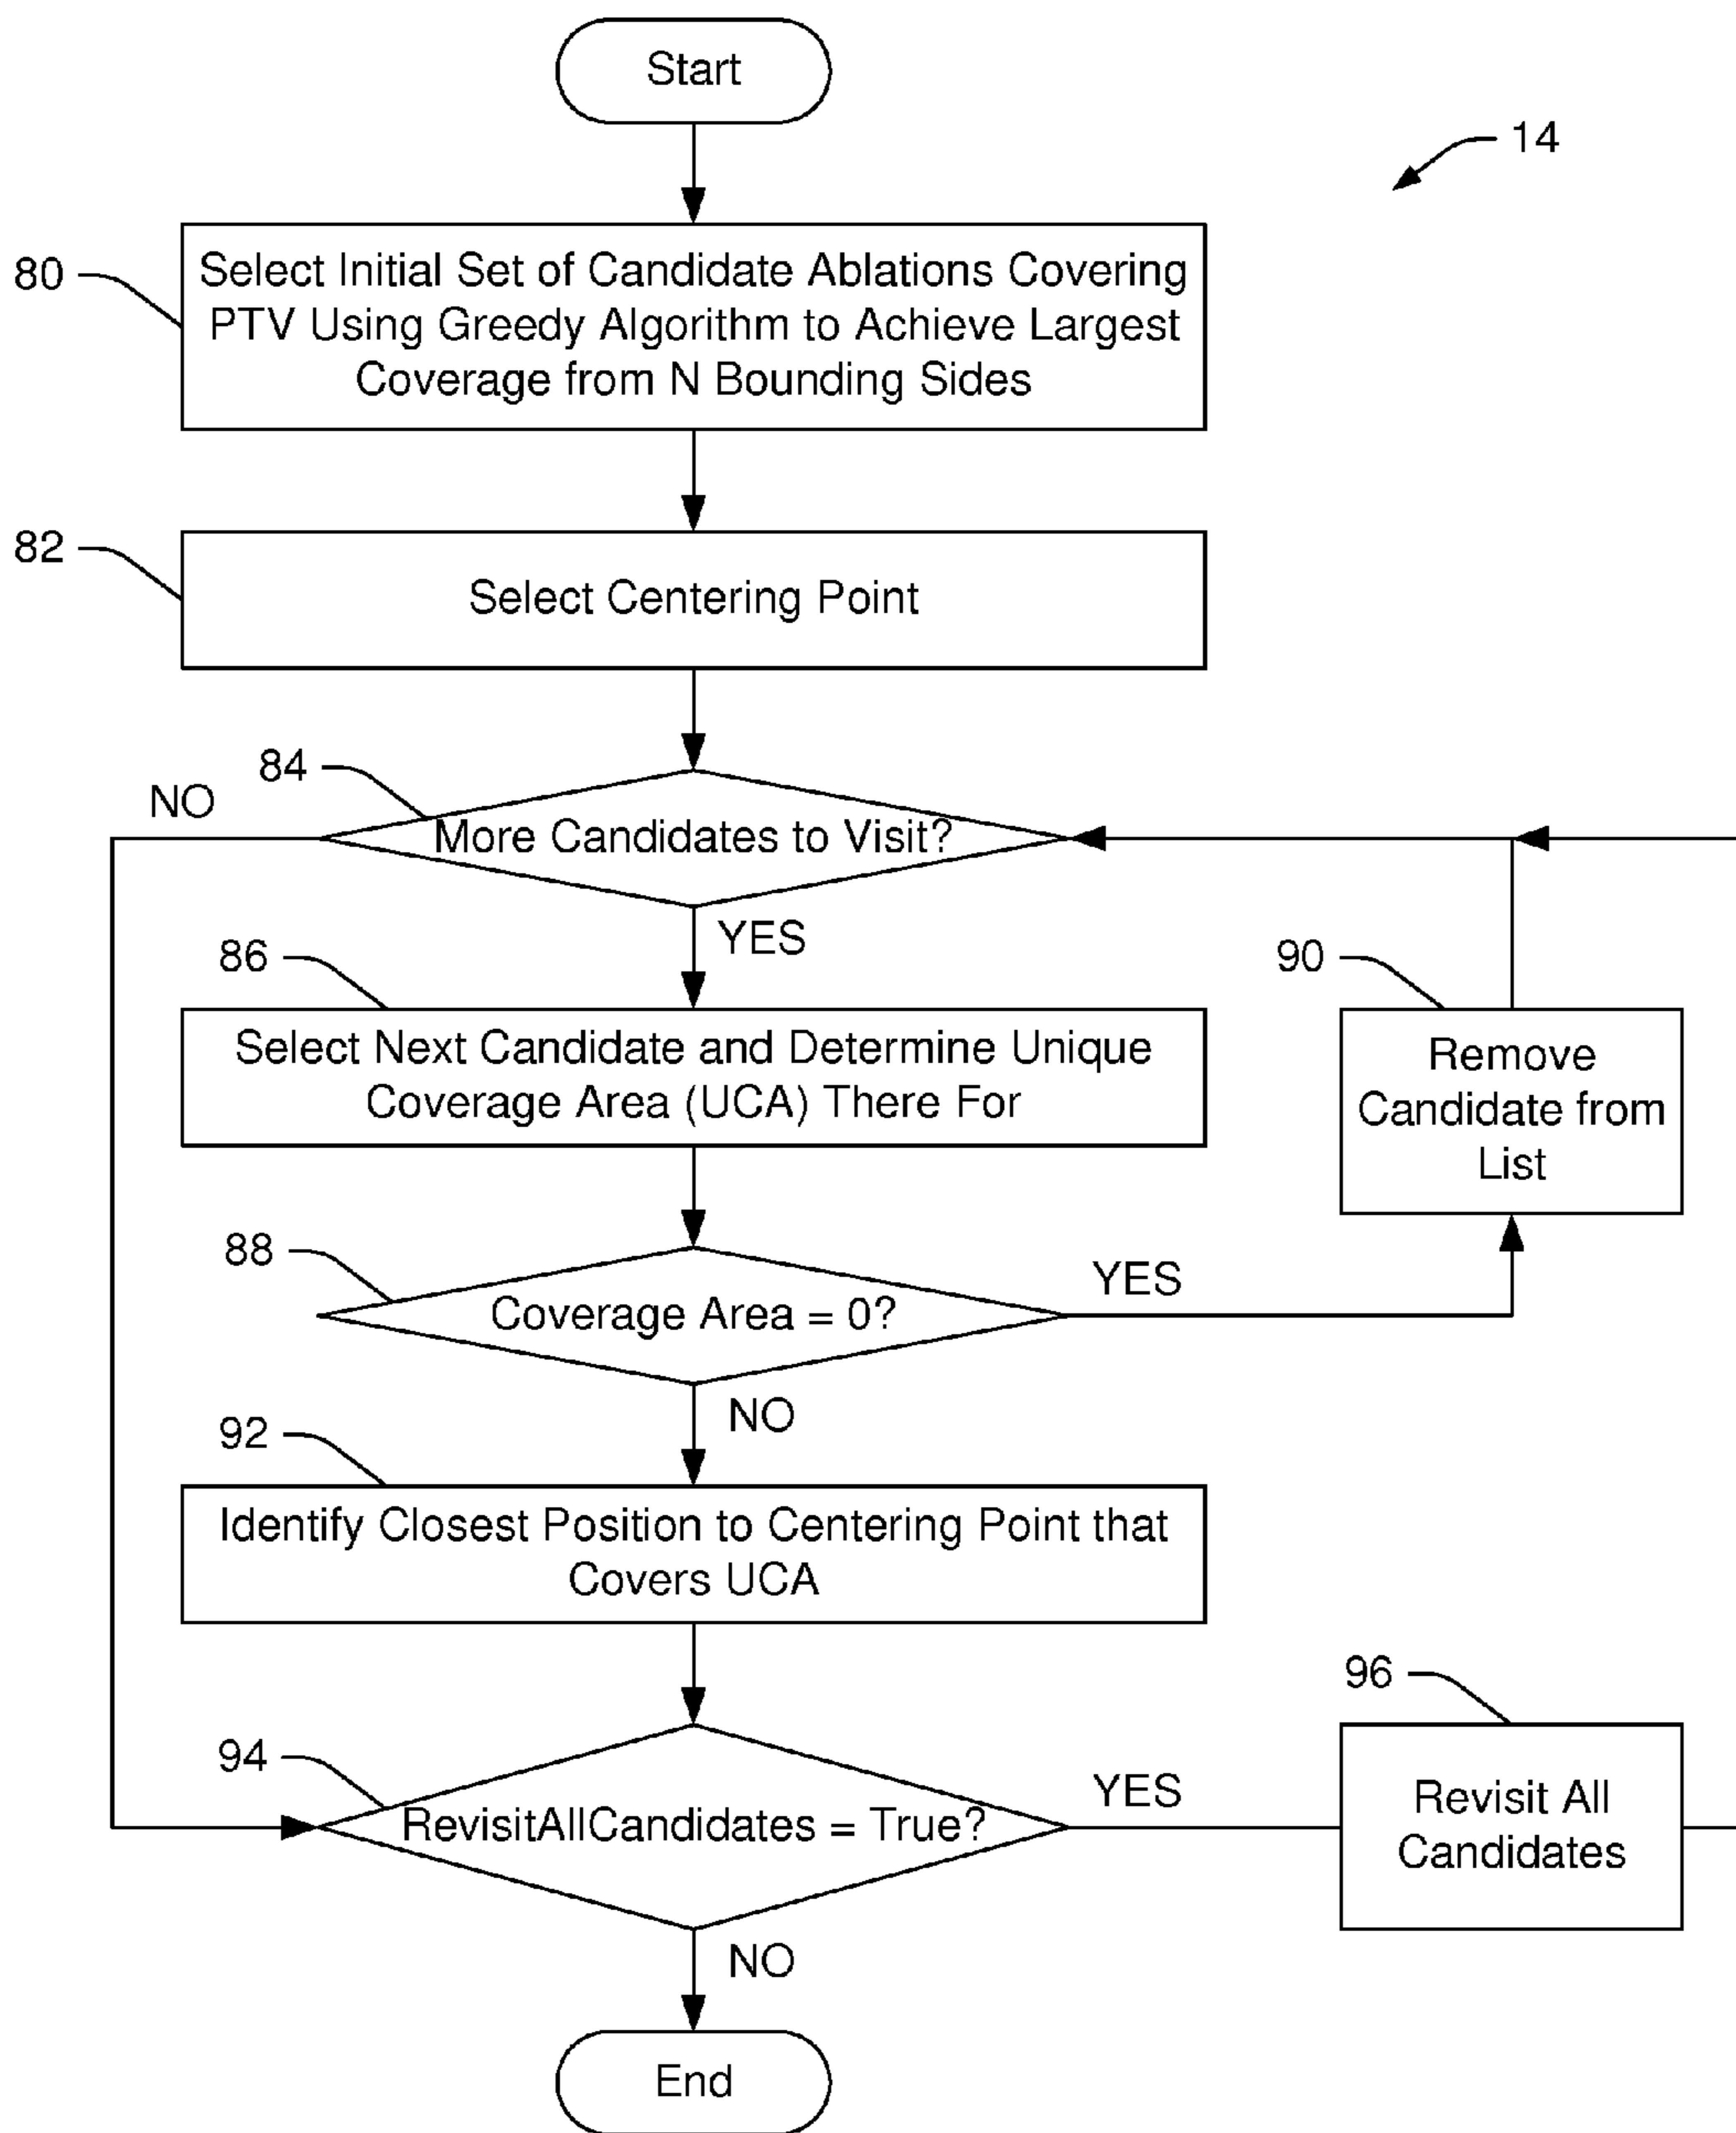 Start
14
80
Select Initial Set of Candidate Ablations Covering
PTV Using Greedy Algorithm to Achieve Largest
Coverage from N Bounding Sides
82
Select Centering Point
84
NO
More Candidates to Visit?
YES
86
Select Next Candidate and Determine Unique
Coverage Area (UCA) There For
90
Remove
Candidate from
List
88
Coverage Area = 0?
YES
NO
92
Identify Closest Position to Centering Point that
Covers UCA
94
RevisitAllCandidates = True?
YES
96
Revisit All
Candidates
NO
End